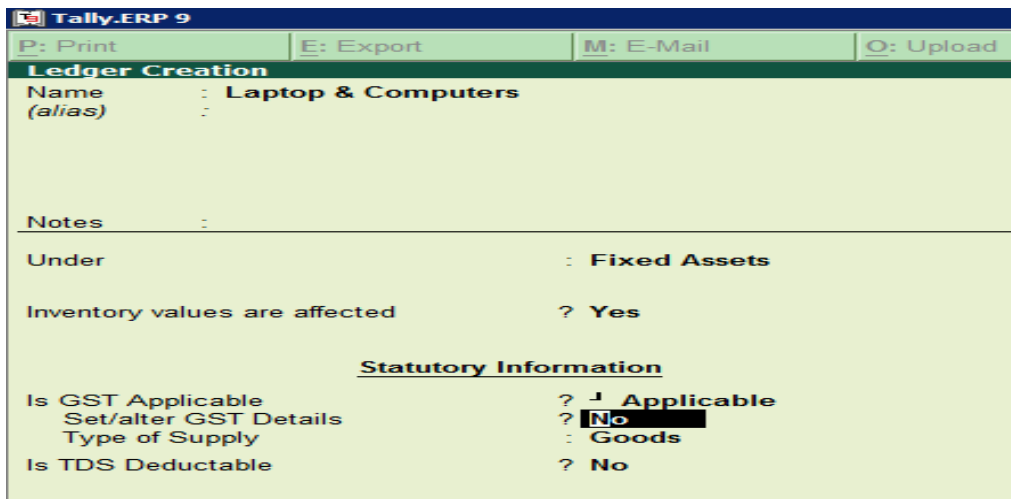 Tally.ERP 9
P: Print E: Export M: E-Mail O: Upload
Ledger Creation
Name : Laptop & Computers
(alias) :
Notes :
Under : Fixed Assets
Inventory values are affected ? Yes
Statutory Information
Is GST Applicable ? ┘ Applicable
Set/alter GST Details ? No
Type of Supply : Goods
Is TDS Deductable ? No